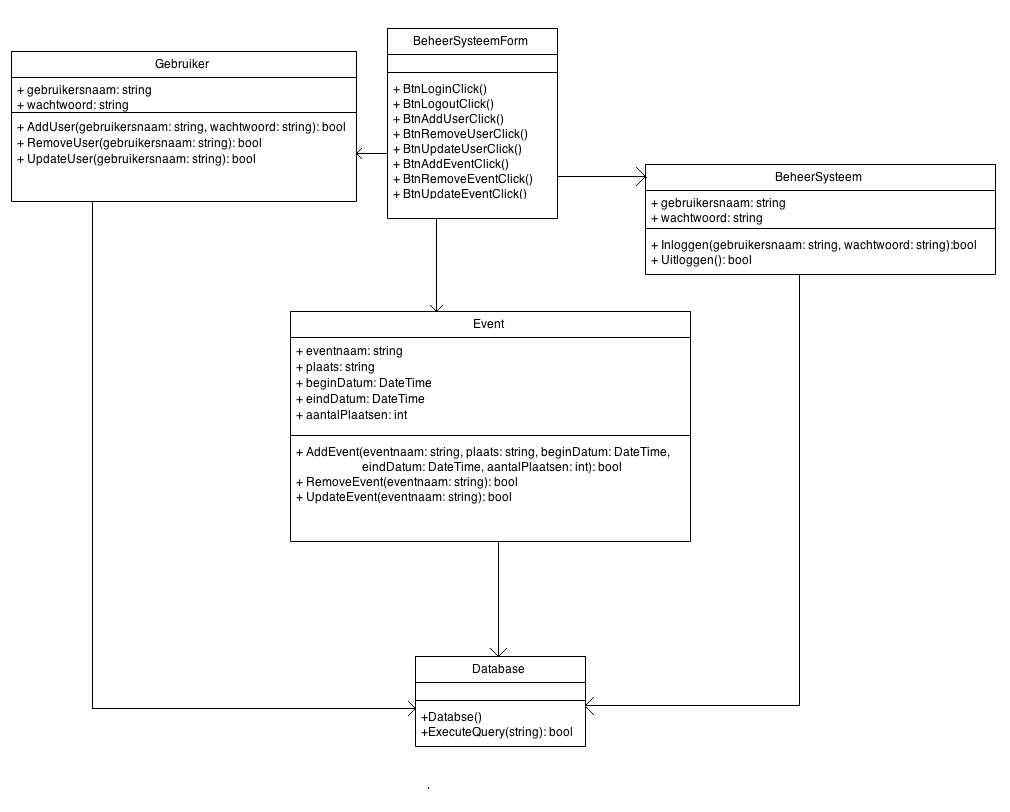 BeheerSysteemForm
+ BtnLoginClick()
+ BtnLogoutClick()
+ BtnAddUserClick()
+ BtnRemoveUserClick()
+ BtnUpdateUserClick()
+ BtnAddEventClick()
+ BtnRemoveEventClick()
+ BtnUpdateEventClick()
Gebruiker
+ gebruikersnaam: string
+ wachtwoord: string
+ AddUser(gebruikersnaam: string, wachtwoord: string): bool
+ RemoveUser(gebruikersnaam: string): bool
+ UpdateUser(gebruikersnaam: string): bool
BeheerSysteem
+ gebruikersnaam: string
+ wachtwoord: string
+ Inloggen(gebruikersnaam: string, wachtwoord: string):bool
+ Uitloggen(): bool
Event
+ eventnaam: string
+ plaats: string
+ beginDatum: DateTime
+ eindDatum: DateTime
+ aantalPlaatsen: int
+ AddEvent(eventnaam: string, plaats: string, beginDatum: DateTime,
eindDatum: DateTime, aantalPlaatsen: int): bool
+ RemoveEvent(eventnaam: string): bool
+ UpdateEvent(eventnaam: string): bool
Database
+Databse()
+ExecuteQuery(string): bool